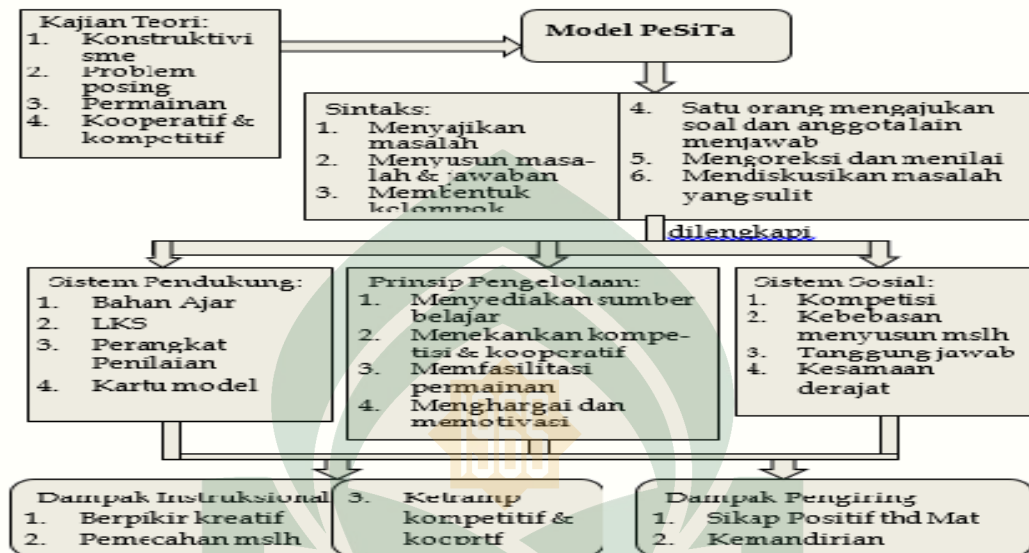 Kajian Teori:
1. Konstruktivi
sme
2. Problem
posing
3. Permainan
4. Kooperatif &
kompetitif
Model PeSiTa
Sintaks:
1. Menyajikan
masalah
2. Menyusun masa-
lah & jawaban
3. Membentuk
kelompok
4. Satu orang mengajukan
soal dan anggota lain
menjawab
5. Mengoreksi dan menilai
6. Mendiskusikan masalah
yang sulit
dilengkapi
Sistem Pendukung:
1. Bahan Ajar
2. LKS
3. Perangkat
Penilaian
4. Kartu model
Prinsip Pengelolaan:
1. Menyediakan sumber
belajar
2. Menekankan kompe-
tisi & kooperatif
3. Memfasilitasi
permainan
4. Menghargai dan
memotivasi
Sistem Sosial:
1. Kompetisi
2. Kebebasan
menyusun mslh
3. Tanggung jawab
4. Kesamaan
derajat
Dampak Instruksional
1. Berpikir kreatif
2. Pemecahan mslh
3. Ketramp
kompetitif &
kooprtf
Dampak Pengiring
1. Sikap Positif thd Mat
2. Kemandirian